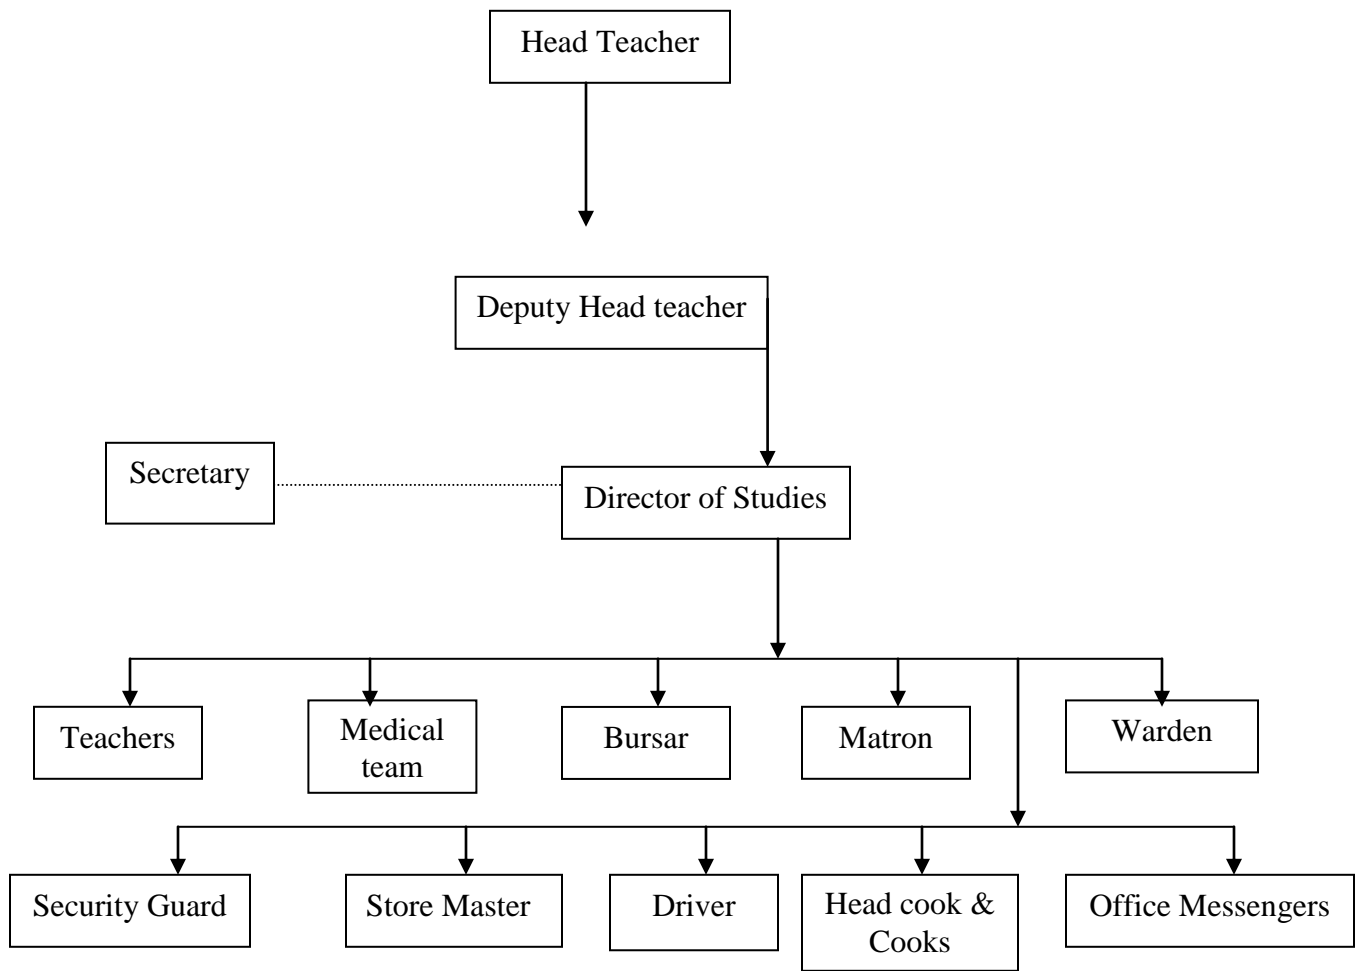 Head Teacher
Deputy Head teacher
Secretary
Director of Studies
Teachers
Medical
team
Bursar
Matron
Warden
Security Guard
Store Master
Driver
Head cook &
Cooks
Office Messengers